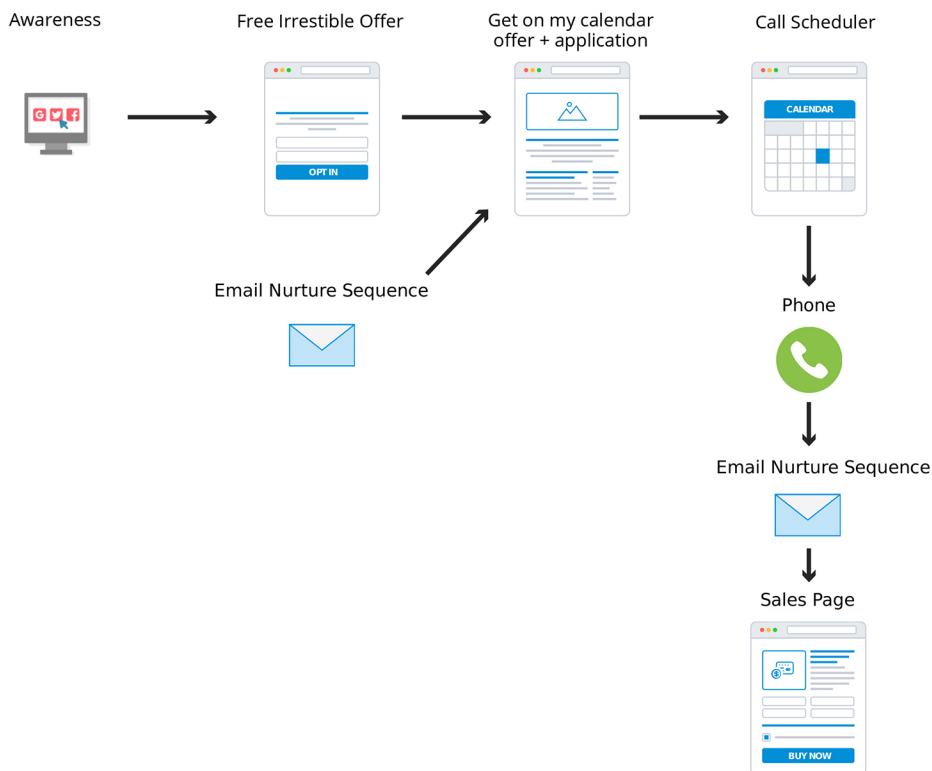 Awareness
Free Irrestible Offer
Get on my calendar
offer + application
Call Scheduler
OPT IN
CALENDAR
Email Nurture Sequence
Phone
Email Nurture Sequence
Sales Page
BUY NOW